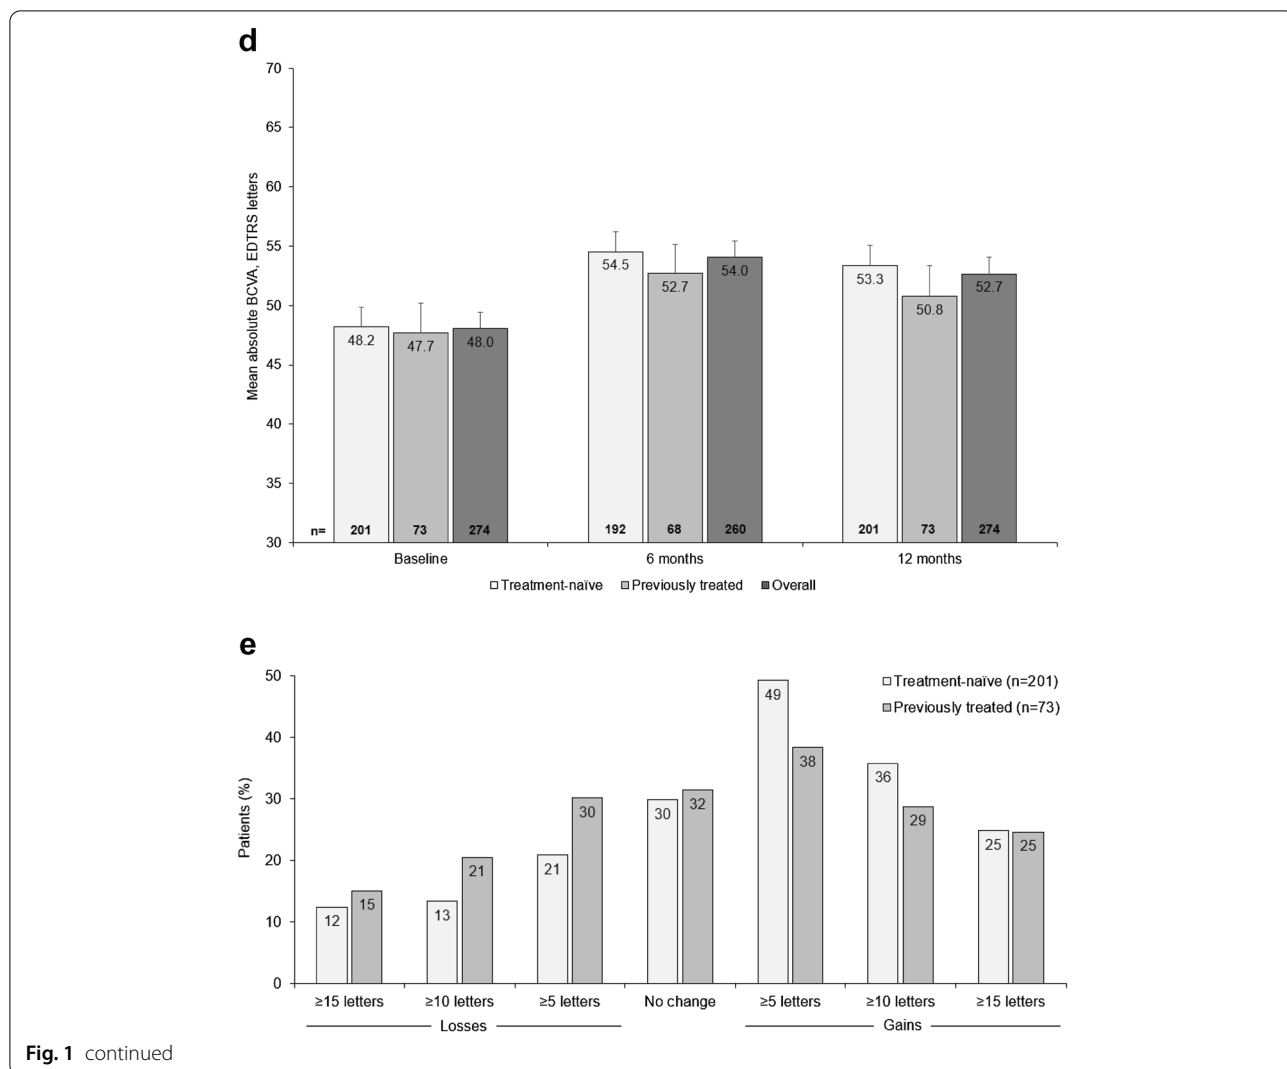 d
Mean absolute BCVA, EDTRS letters
70
65
60
55
50
45
40
35
30
48.2
47.7
48.0
54.5
52.7
54.0
53.3
50.8
52.7
n=
201
73
274
192
68
260
201
73
274
Baseline
6 months
12 months
Treatment-naïve
Previously treated
Overall
e
Patients (%)
50
40
30
20
10
0
Treatment-naïve (n=201)
Previously treated (n=73)
12
15
13
21
21
30
30
32
49
38
36
29
25
25
≥15 letters
≥10 letters
≥5 letters
No change
≥5 letters
≥10 letters
≥15 letters
Losses
Gains
Fig. 1 continued